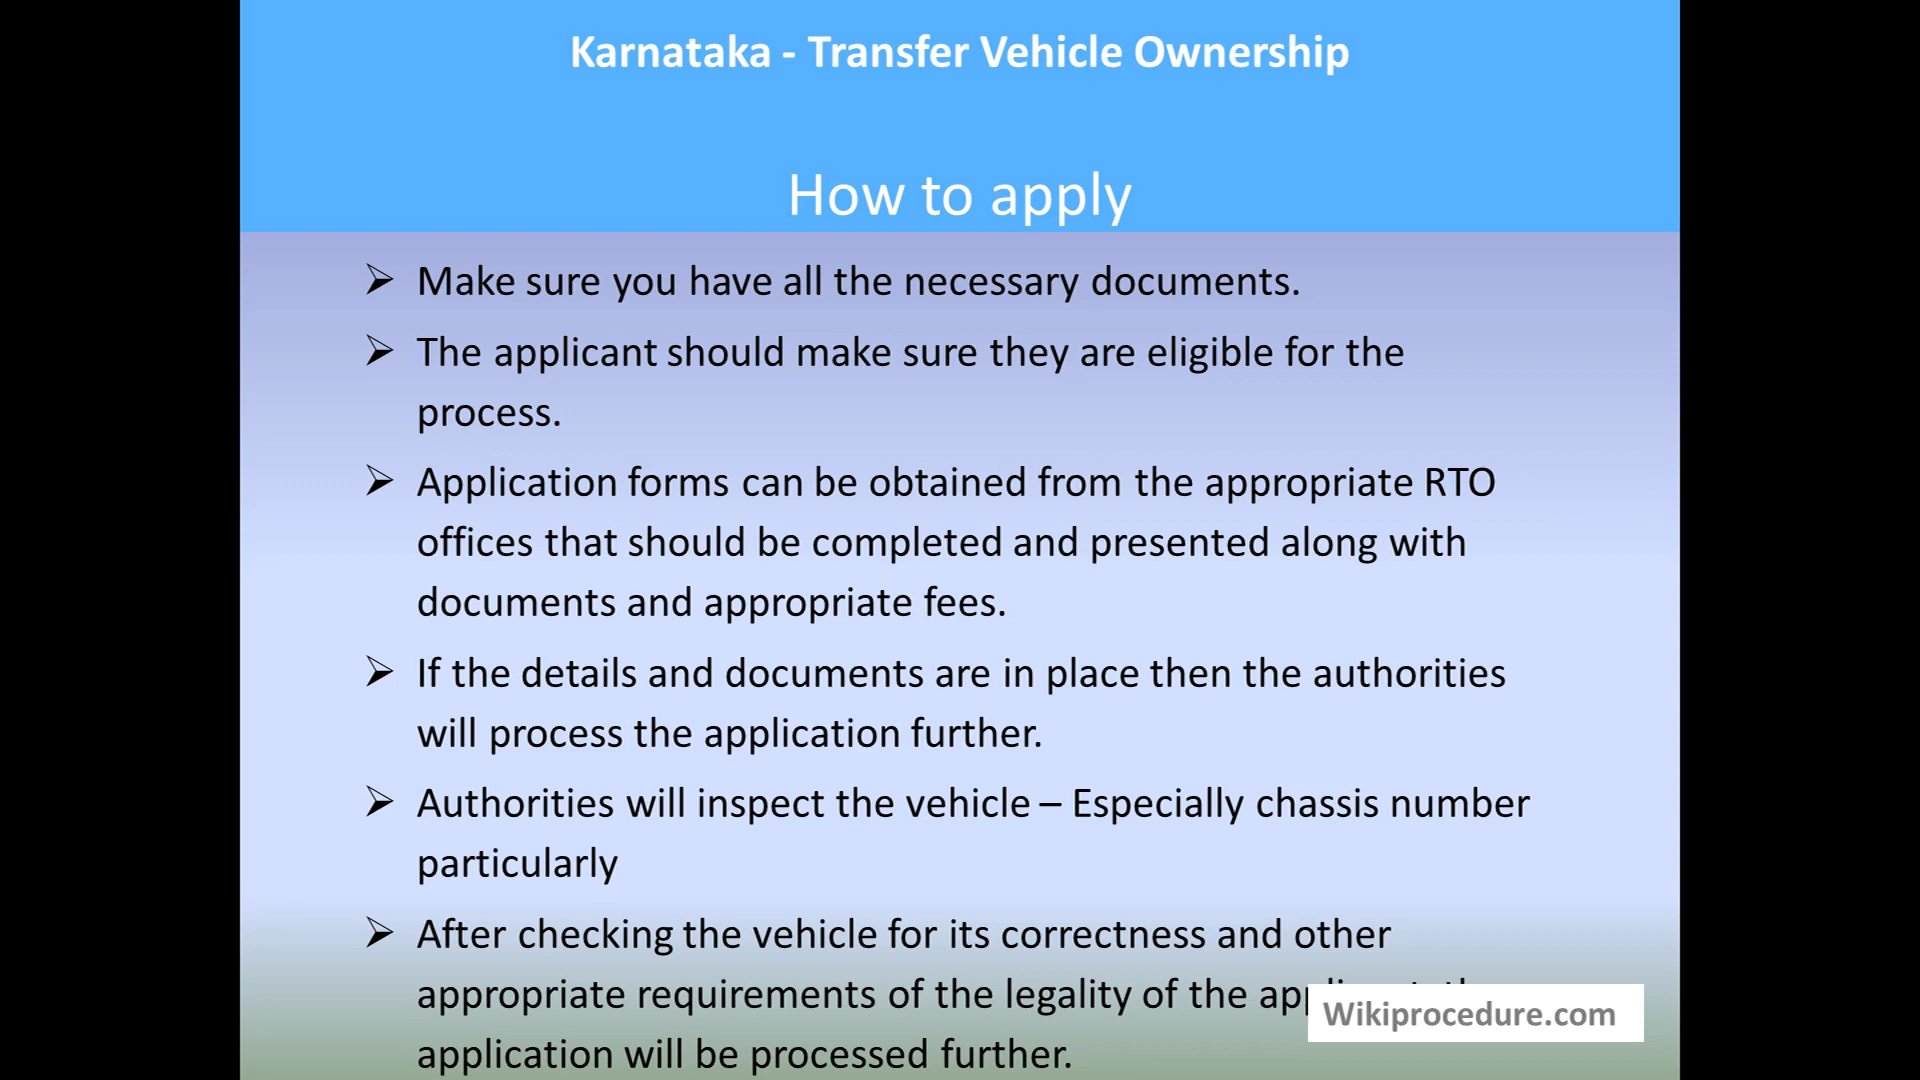 Karnataka - Transfer Vehicle Ownership
How to apply
➢ Make sure you have all the necessary documents.
➢ The applicant should make sure they are eligible for the
process.
➢ Application forms can be obtained from the appropriate RTO
offices that should be completed and presented along with
documents and appropriate fees.
➢ If the details and documents are in place then the authorities
will process the application further.
➢ Authorities will inspect the vehicle – Especially chassis number
particularly
➢ After checking the vehicle for its correctness and other
appropriate requirements of the legality of the
application will be processed further.
Wikiprocedure.com